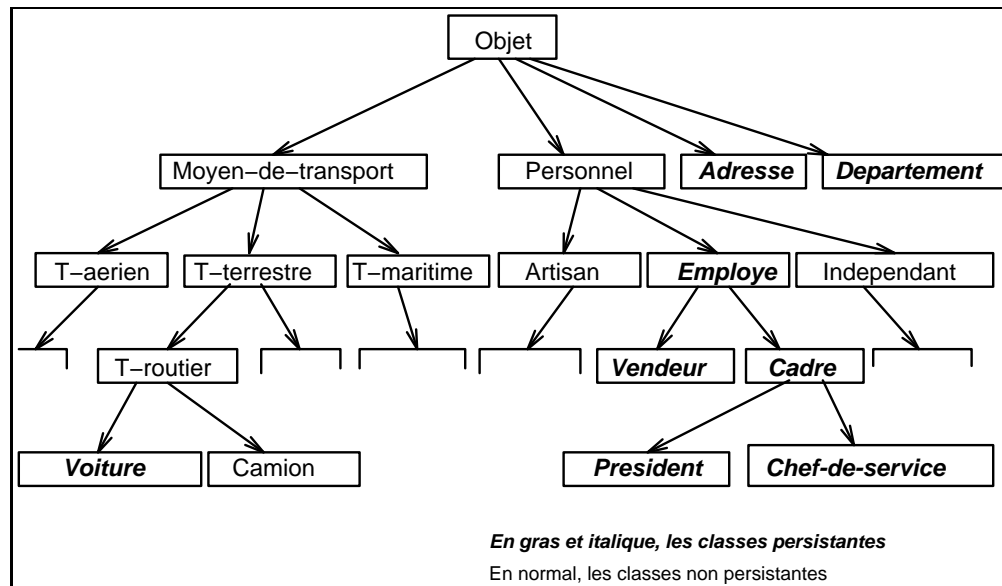 Objet
Moyen−de−transport Personnel Adresse Departement
T−aerien T−terrestre T−maritime Artisan Employe Independant
T−routier Vendeur Cadre
Voiture Camion President Chef-de-service
En gras et italique, les classes persistantes
En normal, les classes non persistantes